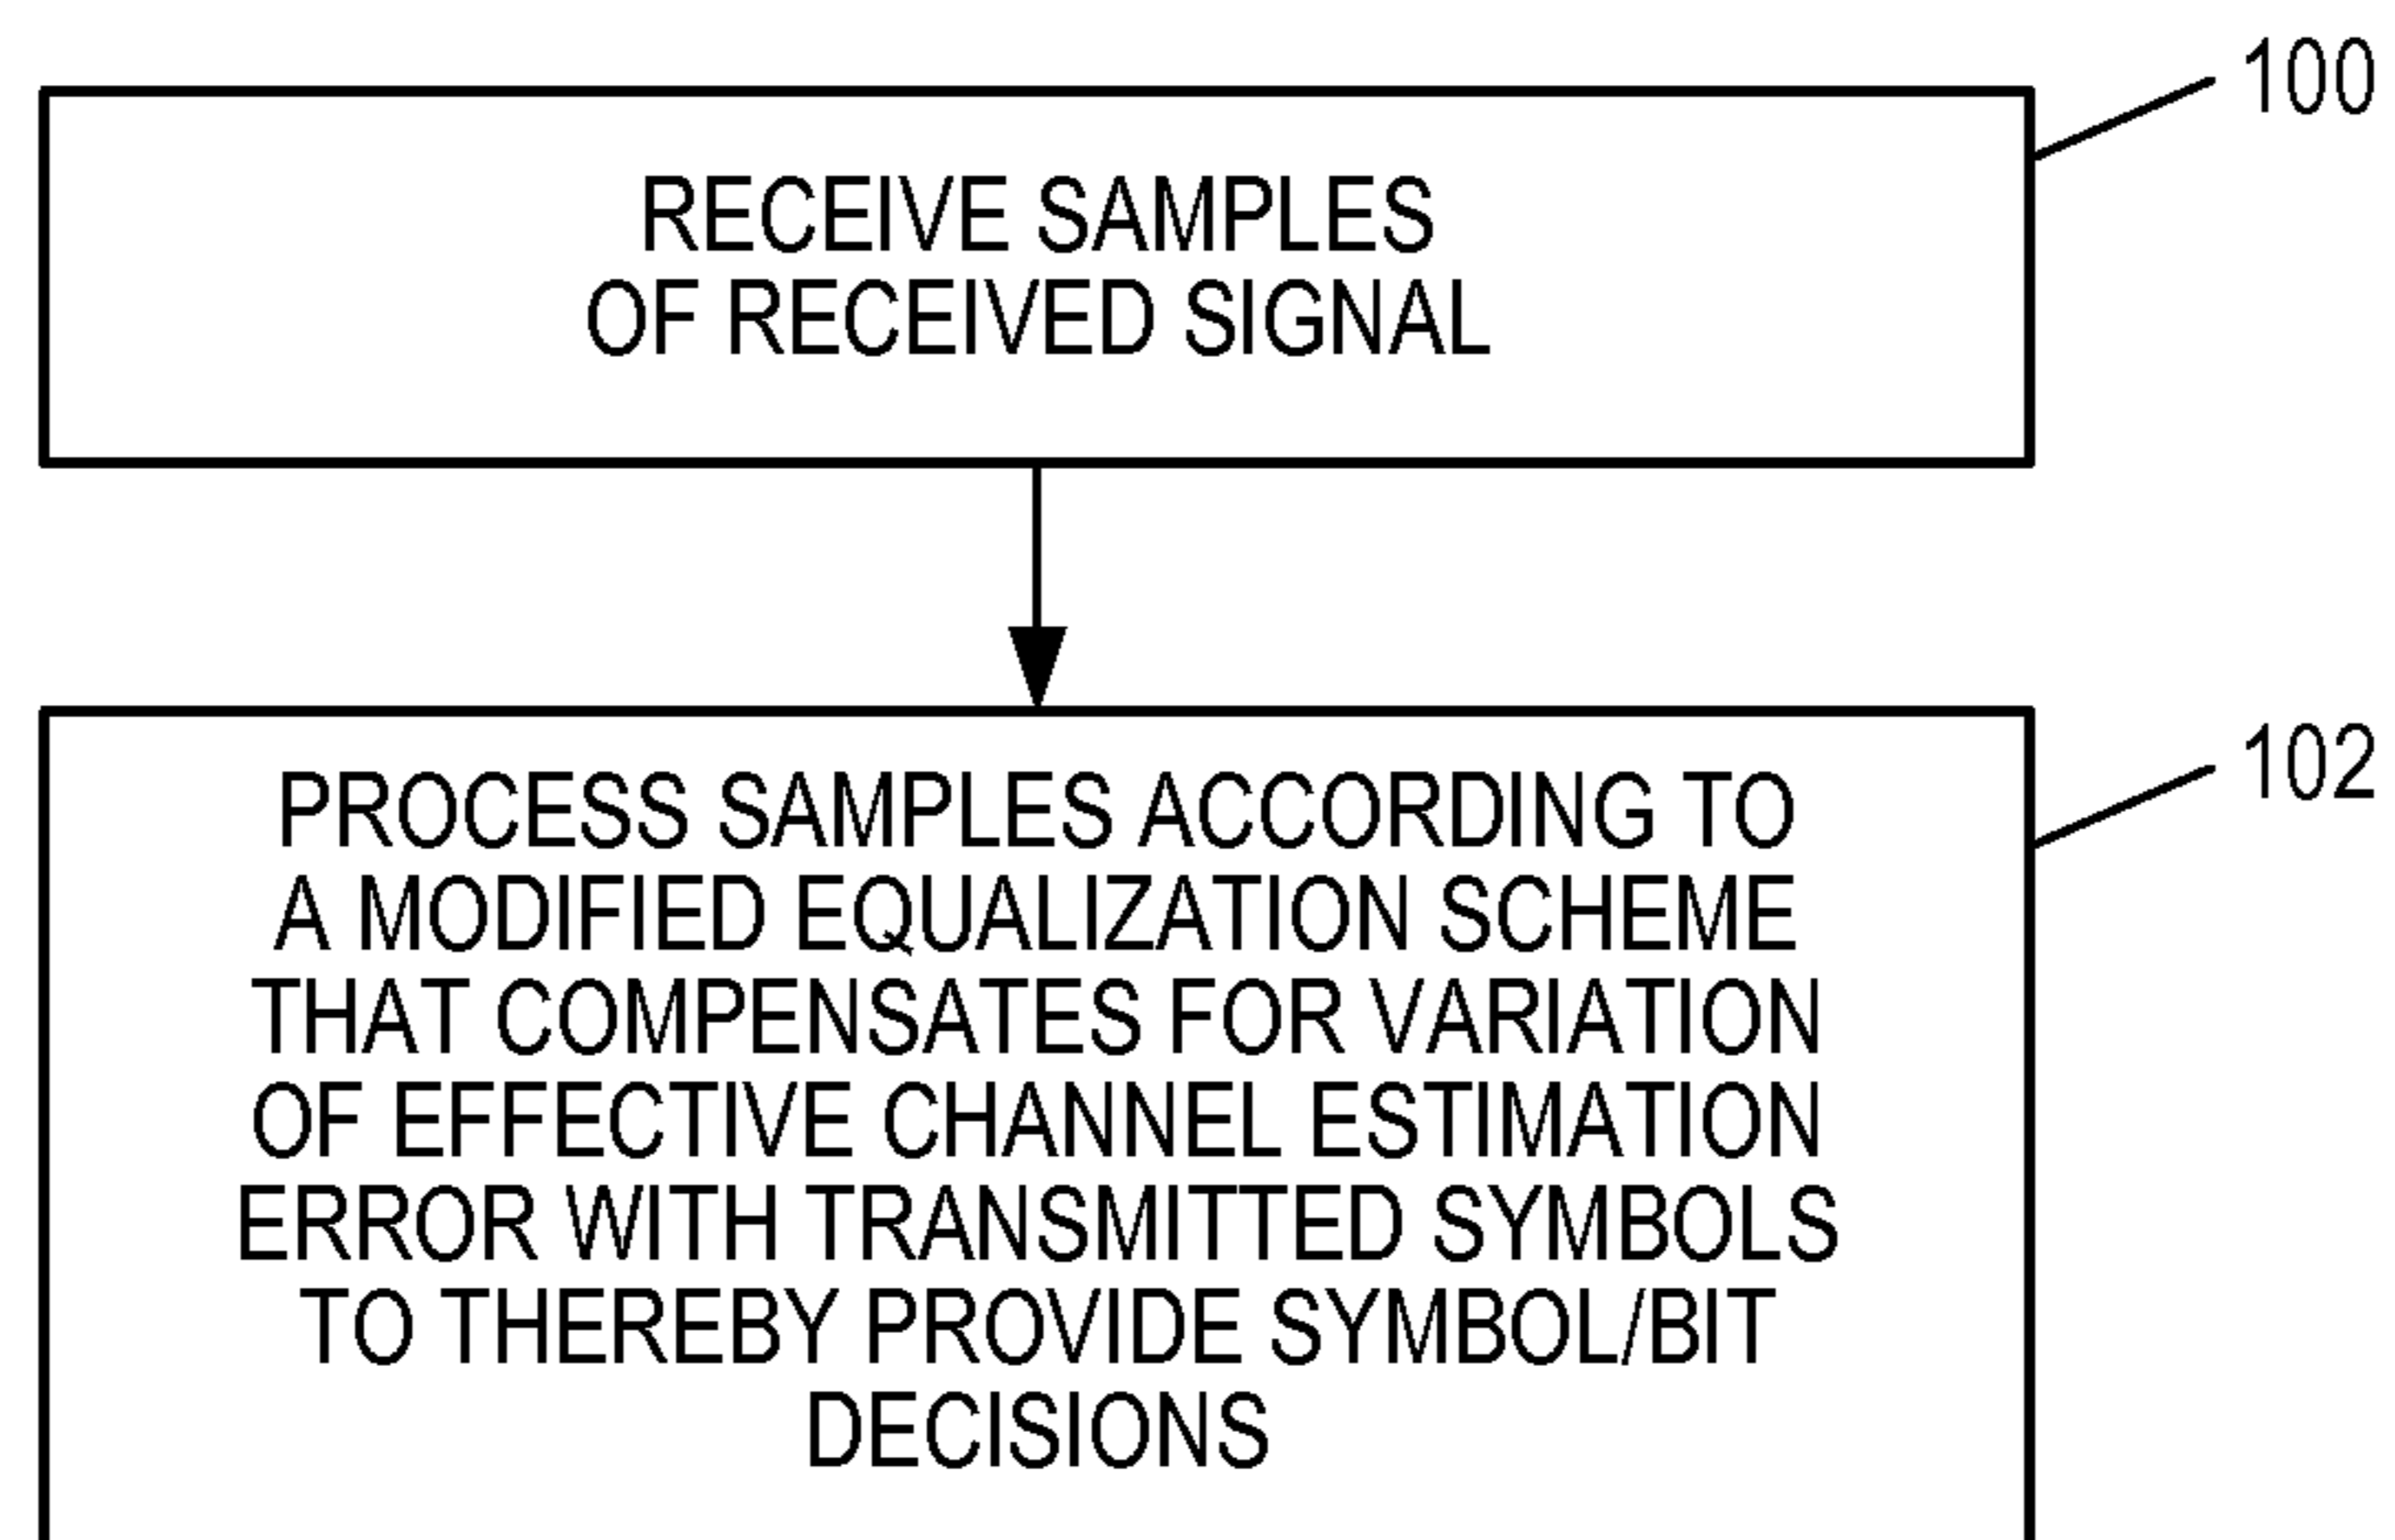 100
RECEIVE SAMPLES
OF RECEIVED SIGNAL
102
PROCESS SAMPLES ACCORDING TO
A MODIFIED EQUALIZATION SCHEME
THAT COMPENSATES FOR VARIATION
OF EFFECTIVE CHANNEL ESTIMATION
ERROR WITH TRANSMITTED SYMBOLS
TO THEREBY PROVIDE SYMBOL/BIT
DECISIONS